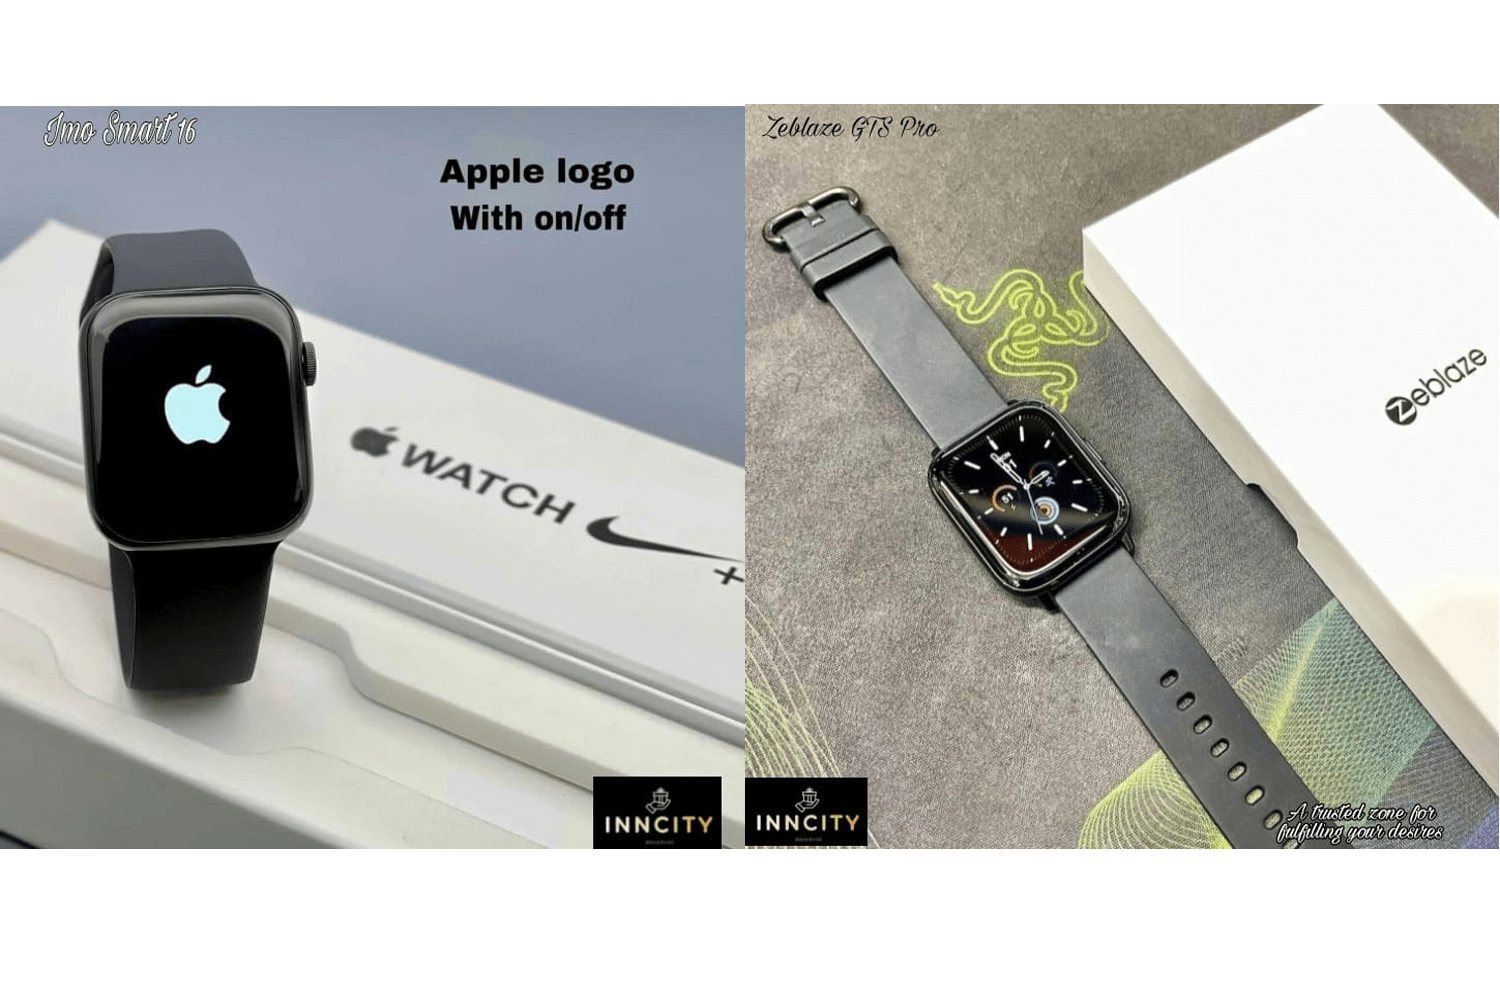 Imo Smart 16
Apple logo
With on/off
WATCH
+
INNCITY
Zeblaze GTS Pro
Zeblaze
51
INNCITY
A trusted zone for
fulfilling your desires